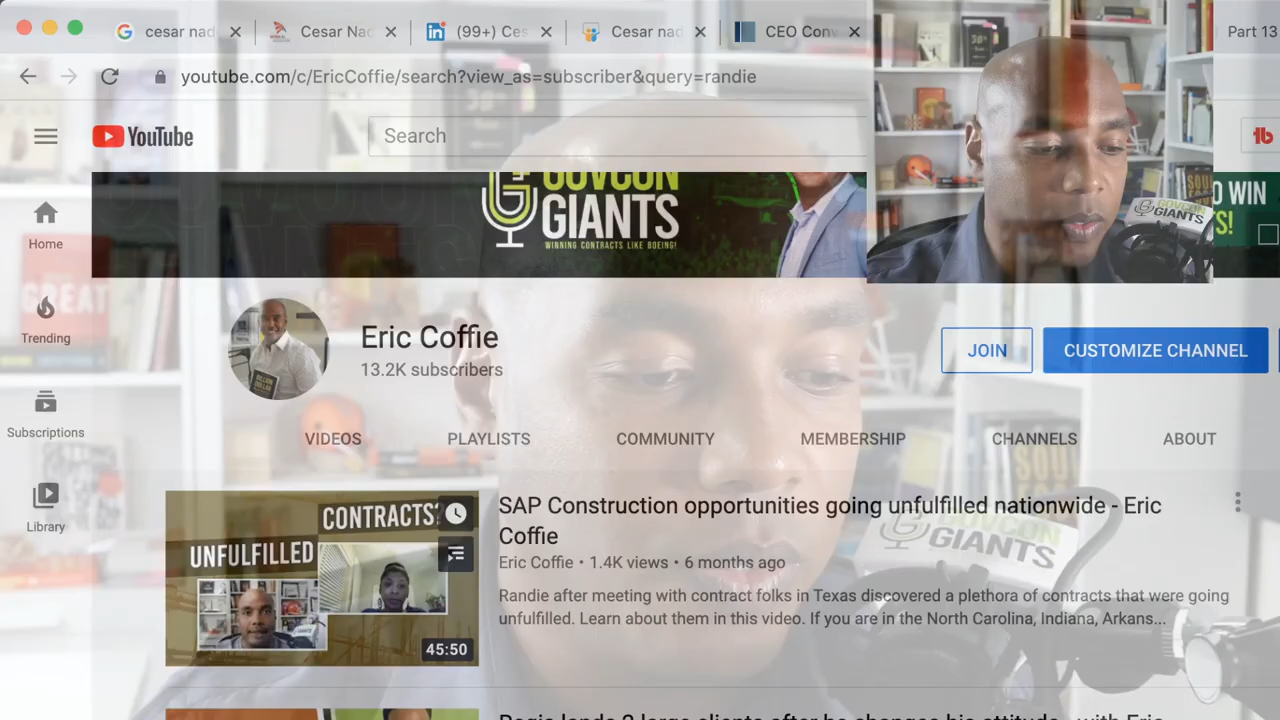 cesar nad
Cesar Nac
(99+) Ces
Cesar nad
CEO Conv
Part 13
youtube.com/c/EricCoffie/search?view_as=subscriber&query=randie
YouTube
Search
GOVCON
GIANTS
WINNING CONTRACTS LIKE BOEING!
GOVCON
GIANTS
O WIN
S!
Home
Trending
Subscriptions
Library
Eric Coffie
13.2K subscribers
JOIN
CUSTOMIZE CHANNEL
VIDEOS
PLAYLISTS
COMMUNITY
MEMBERSHIP
CHANNELS
ABOUT
CONTRACTS?
UNFULFILLED
45:50
SAP Construction opportunities going unfulfilled nationwide - Eric
Coffie
Eric Coffie • 1.4K views • 6 months ago
Randie after meeting with contract folks in Texas discovered a plethora of contracts that were going
unfulfilled. Learn about them in this video. If you are in the North Carolina, Indiana, Arkans...
GOVCON
GIANTS
GREAT